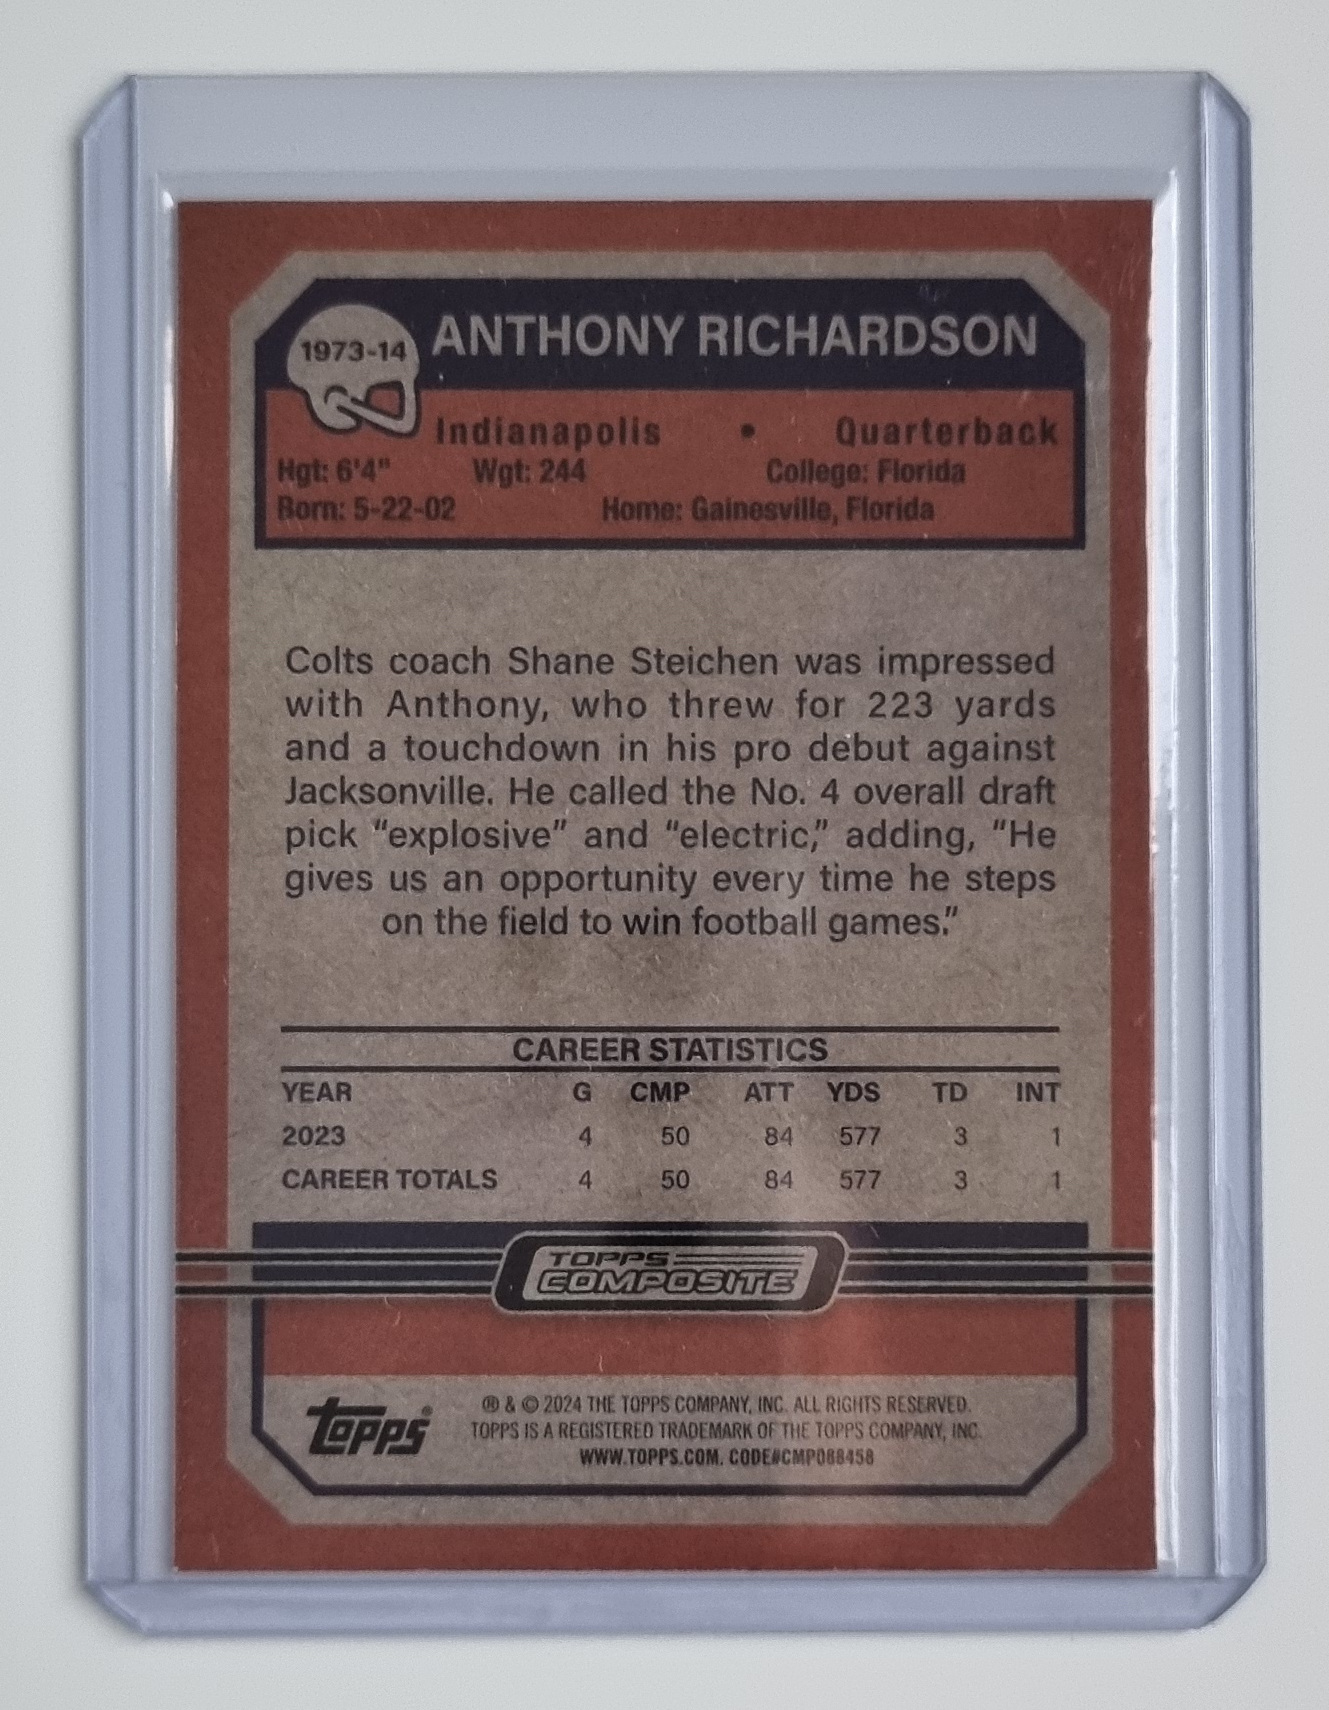 1973-14
ANTHONY RICHARDSON
Indianapolis • Quarterback
Hgt: 6'4" Wgt: 244 College: Florida
Born: 5-22-02 Home: Gainesville, Florida
Colts coach Shane Steichen was impressed
with Anthony, who threw for 223 yards
and a touchdown in his pro debut against
Jacksonville. He called the No. 4 overall draft
pick “explosive” and “electric,” adding, “He
gives us an opportunity every time he steps
on the field to win football games.”
CAREER STATISTICS
YEAR G CMP ATT YDS TD INT
2023 4 50 84 577 3 1
CAREER TOTALS 4 50 84 577 3 1
TOPPS
COMPOSITE
topps®
® & © 2024 THE TOPPS COMPANY, INC. ALL RIGHTS RESERVED.
TOPPS IS A REGISTERED TRADEMARK OF THE TOPPS COMPANY, INC.
WWW.TOPPS.COM. CODE#CMP088458